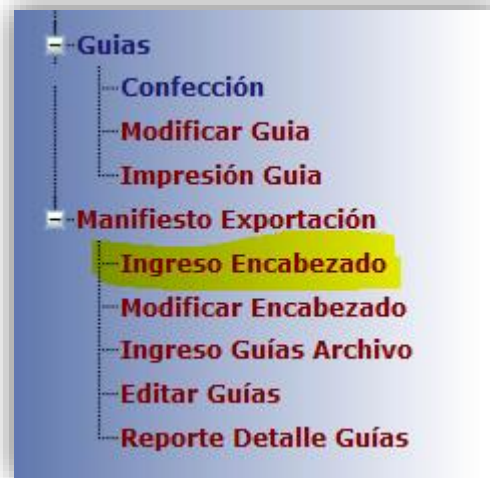 Guias
Confección
Modificar Guia
Impresión Guia
Manifiesto Exportación
Ingreso Encabezado
Modificar Encabezado
Ingreso Guías Archivo
Editar Guías
Reporte Detalle Guías